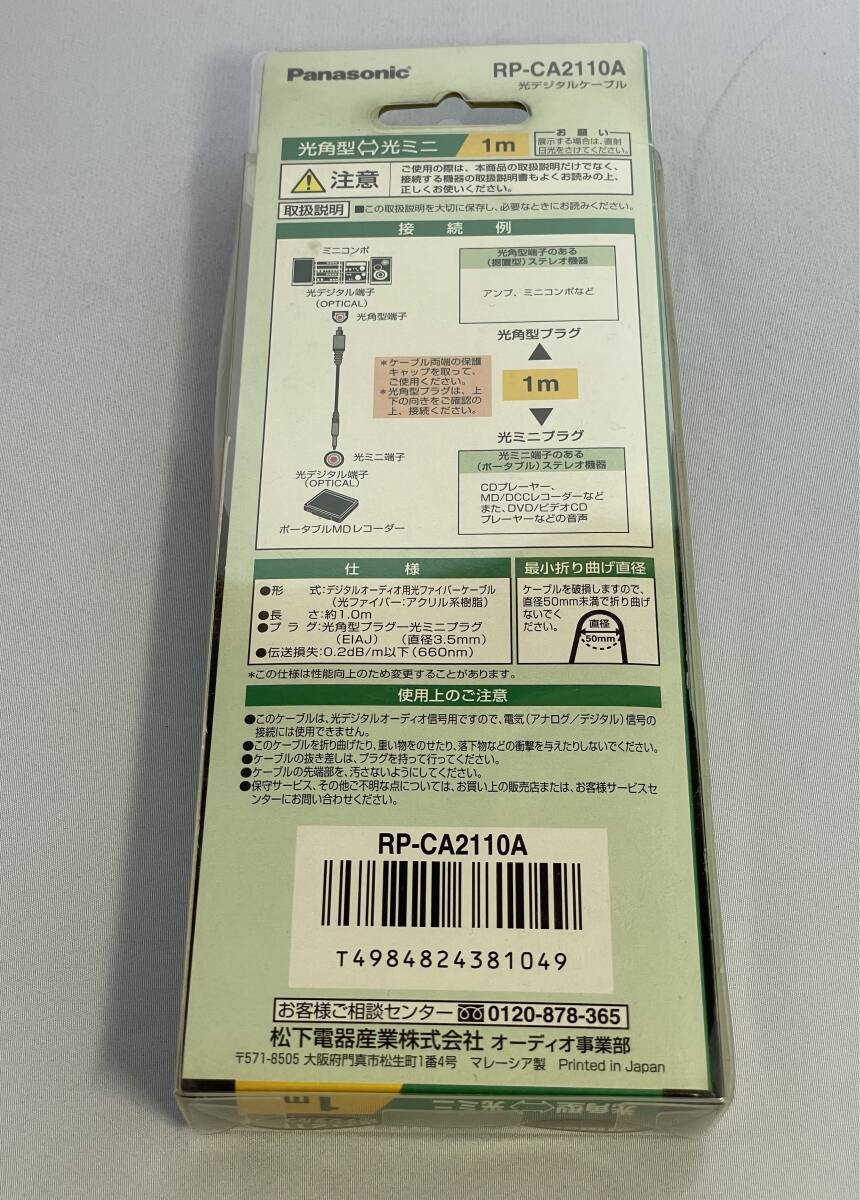 Panasonic
RP-CA2110A
光デジタルケーブル
光角型⇔光ミニ
1m
お願い
展示する場合は、直射
日光をさけてください。
注意
ご使用の際は、本商品の取扱説明だけでなく、
接続する機器の取扱説明書もよくお読みの上、
正しくお使いください。
取扱説明
■この取扱説明を大切に保存し、必要なときにお読みください。
接続例
ミニコンポ
光デジタル端子
(OPTICAL)
光角型端子
*ケーブル両端の保護
キャップを取って、
ご使用ください。
*光角型プラグは、上
下の向きをご確認の
上、接続ください。
光ミニ端子
光デジタル端子
(OPTICAL)
ポータブルMDレコーダー
光角型端子のある
(据置型)ステレオ機器
アンプ、ミニコンポなど
光角型プラグ
▲
1m
▼
光ミニプラグ
光ミニ端子のある
(ポータブル)ステレオ機器
CDプレーヤー、
MD/DCCレコーダーなど
また、DVD/ビデオCD
プレーヤーなどの音声
仕様
●形 式:デジタルオーディオ用光ファイバーケーブル
(光ファイバー:アクリル系樹脂)
●長 さ:約1.0m
●プラグ:光角型プラグー光ミニプラグ
(EIAJ) (直径3.5mm)
●伝送損失:0.2dB/m以下(660nm)
*この仕様は性能向上のため変更することがあります。
最小折り曲げ直径
ケーブルを破損しますので、
直径50mm未満で折り曲げ
ないでく
ださい。
直径
50mm
使用上のご注意
●このケーブルは、光デジタルオーディオ信号用ですので、電気(アナログ/デジタル)信号の
接続には使用できません。
●このケーブルを折り曲げたり、重い物をのせたり、落下物などの衝撃を与えたりしないでください。
●ケーブルの抜き差しは、プラグを持って行ってください。
●ケーブルの先端部を、汚さないようにしてください。
●保守サービス、その他ご不明な点については、お買い上の販売店または、お客様サービスセ
ンターにお問い合わせください。
RP-CA2110A
T4984824381049
お客様ご相談センター 0120-878-365
松下電器産業株式会社 オーディオ事業部
〒571-8505 大阪府門真市松生町1番4号 マレーシア製 Printed in Japan
1m
光角型⇔光ミニ